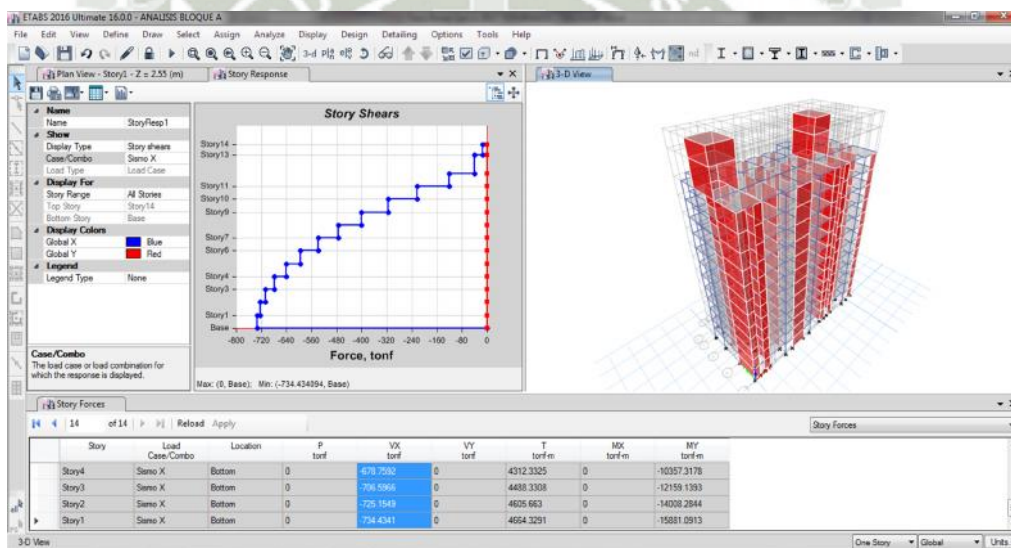 ETABS 2016 Ultimate 16.0.0 - ANALISIS BLOQUE A
File Edit View Define Draw Select Assign Analyze Display Design Detailing Options Tools Help
Plan View - Story1 - Z = 2.55 (m)
Story Response
3-D View
Name
Name StoryResp1
Show
Display Type Story shears
Case/Combo Sismo X
Load Type Load Case
Display For
Story Range All Stories
Top Story Story14
Bottom Story Base
Display Colors
Global X Blue
Global Y Red
Legend
Legend Type None
Case/Combo
The load case or load combination for
which the response is displayed.
Story Shears
Story14
Story13
Story11
Story10
Story9
Story7
Story6
Story4
Story3
Story1
Base
-800 -720 -640 -560 -480 -400 -320 -240 -160 -80 0
Force, tonf
Max: (0, Base); Min: (-734.434094, Base)
Story Forces
14 of 14 Reload Apply
Story Forces
Story Load Case/Combo Location P tonf VX tonf VY tonf T tonf-m MX tonf-m MY tonf-m
Story4 Sismo X Bottom 0 -678.7592 0 4312.3325 0 -10357.3178
Story3 Sismo X Bottom 0 -706.5966 0 4488.3308 0 -12159.1393
Story2 Sismo X Bottom 0 -725.1549 0 4605.663 0 -14008.2844
Story1 Sismo X Bottom 0 -734.4341 0 4664.3291 0 -15881.0913
3-D View
One Story Global Units...